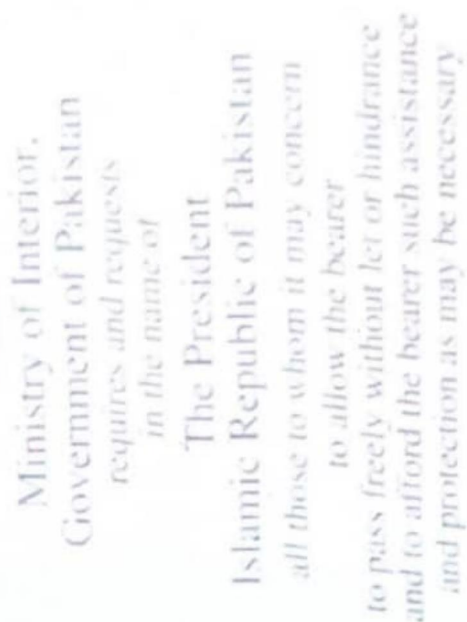 Ministry of Interior,
Government of Pakistan
requires and requests
in the name of
The President
Islamic Republic of Pakistan
all those to whom it may concern
to allow the bearer
to pass freely without let or hindrance
and to afford the bearer such assistance
and protection as may be necessary